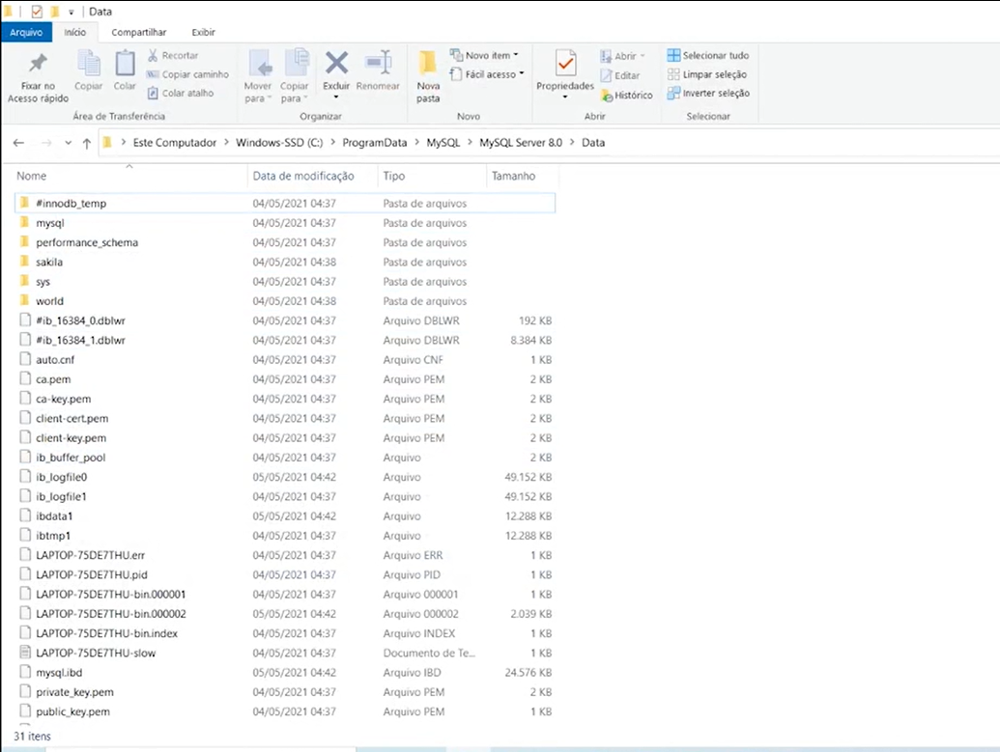 Data
Arquivo Início Compartilhar Exibir
Fixar no Acesso rápido
Copiar
Colar
Recortar
Copiar caminho
Colar atalho
Área de Transferência
Mover para
Copiar para
Excluir
Renomear
Organizar
Nova pasta
Novo item
Fácil acesso
Novo
Propriedades
Abrir
Editar
Histórico
Abrir
Selecionar tudo
Limpar seleção
Inverter seleção
Selecionar
Este Computador > Windows-SSD (C:) > ProgramData > MySQL > MySQL Server 8.0 > Data
Nome Data de modificação Tipo Tamanho
#innodb_temp 04/05/2021 04:37 Pasta de arquivos
mysql 04/05/2021 04:37 Pasta de arquivos
performance_schema 04/05/2021 04:37 Pasta de arquivos
sakila 04/05/2021 04:38 Pasta de arquivos
sys 04/05/2021 04:37 Pasta de arquivos
world 04/05/2021 04:38 Pasta de arquivos
#ib_16384_0.dblwr 04/05/2021 04:37 Arquivo DBLWR 192 KB
#ib_16384_1.dblwr 04/05/2021 04:37 Arquivo DBLWR 8.384 KB
auto.cnf 04/05/2021 04:37 Arquivo CNF 1 KB
ca.pem 04/05/2021 04:37 Arquivo PEM 2 KB
ca-key.pem 04/05/2021 04:37 Arquivo PEM 2 KB
client-cert.pem 04/05/2021 04:37 Arquivo PEM 2 KB
client-key.pem 04/05/2021 04:37 Arquivo PEM 2 KB
ib_buffer_pool 04/05/2021 04:37 Arquivo 2 KB
ib_logfile0 05/05/2021 04:42 Arquivo 49.152 KB
ib_logfile1 04/05/2021 04:37 Arquivo 49.152 KB
ibdata1 05/05/2021 04:42 Arquivo 12.288 KB
ibtmp1 04/05/2021 04:37 Arquivo 12.288 KB
LAPTOP-75DE7THU.err 04/05/2021 04:37 Arquivo ERR 1 KB
LAPTOP-75DE7THU.pid 04/05/2021 04:37 Arquivo PID 1 KB
LAPTOP-75DE7THU-bin.000001 04/05/2021 04:37 Arquivo 000001 1 KB
LAPTOP-75DE7THU-bin.000002 05/05/2021 04:42 Arquivo 000002 2.039 KB
LAPTOP-75DE7THU-bin.index 04/05/2021 04:37 Arquivo INDEX 1 KB
LAPTOP-75DE7THU-slow 04/05/2021 04:37 Documento de Te... 1 KB
mysql.ibd 05/05/2021 04:42 Arquivo IBD 24.576 KB
private_key.pem 04/05/2021 04:37 Arquivo PEM 2 KB
public_key.pem 04/05/2021 04:37 Arquivo PEM 1 KB
31 itens